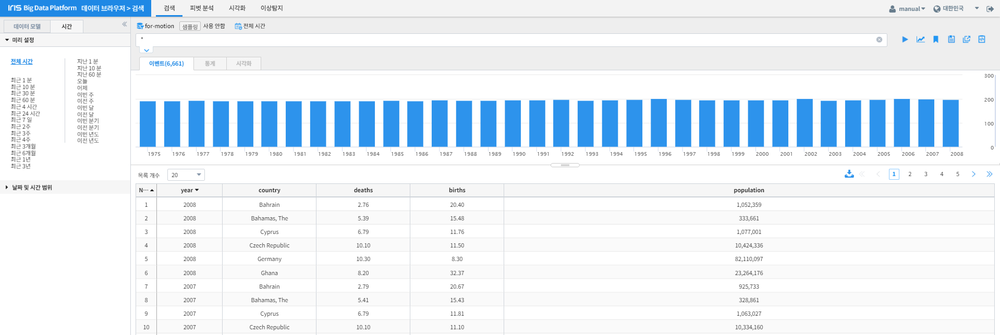 IRIS Big Data Platform 데이터 브라우저 > 검색 검색 피벗 분석 시각화 이상탐지 manual 대한민국
데이터 모델 시간
미리 설정
전체 시간
최근 1 분
최근 10 분
최근 30 분
최근 60 분
최근 4 시간
최근 24 시간
최근 7 일
최근 2주
최근 3주
최근 4주
최근 3개월
최근 6개월
최근 1년
최근 3년
지난 1 분
지난 10 분
지난 60 분
오늘
어제
이번 주
이전 주
이번 달
이전 달
이번 분기
이전 분기
이번 년도
이전 년도
날짜 및 시간 범위
for-motion 샘플링 사용 안함 전체 시간
*
이벤트(6,661) 통계 시각화
300
200
100
0
1975 1976 1977 1978 1979 1980 1981 1982 1983 1984 1985 1986 1987 1988 1989 1990 1991 1992 1993 1994 1995 1996 1997 1998 1999 2000 2001 2002 2003 2004 2005 2006 2007 2008
목록 개수 20 1 2 3 4 5
N··· year country deaths births population
1 2008 Bahrain 2.76 20.40 1,052,359
2 2008 Bahamas, The 5.39 15.48 333,661
3 2008 Cyprus 6.79 11.76 1,077,001
4 2008 Czech Republic 10.10 11.50 10,424,336
5 2008 Germany 10.30 8.30 82,110,097
6 2008 Ghana 8.20 32.37 23,264,176
7 2007 Bahrain 2.79 20.67 925,733
8 2007 Bahamas, The 5.41 15.43 328,861
9 2007 Cyprus 6.79 11.81 1,063,027
10 2007 Czech Republic 10.10 11.10 10,334,160